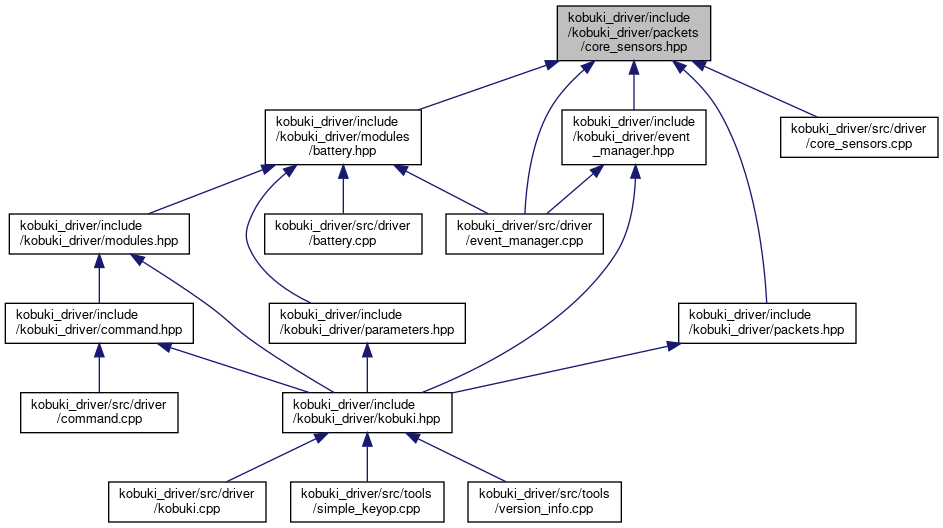 kobuki_driver/include
/kobuki_driver/packets
/core_sensors.hpp
kobuki_driver/include
/kobuki_driver/modules
/battery.hpp
kobuki_driver/include
/kobuki_driver/event
_manager.hpp
kobuki_driver/src/driver
/core_sensors.cpp
kobuki_driver/include
/kobuki_driver/modules.hpp
kobuki_driver/src/driver
/battery.cpp
kobuki_driver/src/driver
/event_manager.cpp
kobuki_driver/include
/kobuki_driver/command.hpp
kobuki_driver/include
/kobuki_driver/parameters.hpp
kobuki_driver/include
/kobuki_driver/packets.hpp
kobuki_driver/src/driver
/command.cpp
kobuki_driver/include
/kobuki_driver/kobuki.hpp
kobuki_driver/src/driver
/kobuki.cpp
kobuki_driver/src/tools
/simple_keyop.cpp
kobuki_driver/src/tools
/version_info.cpp